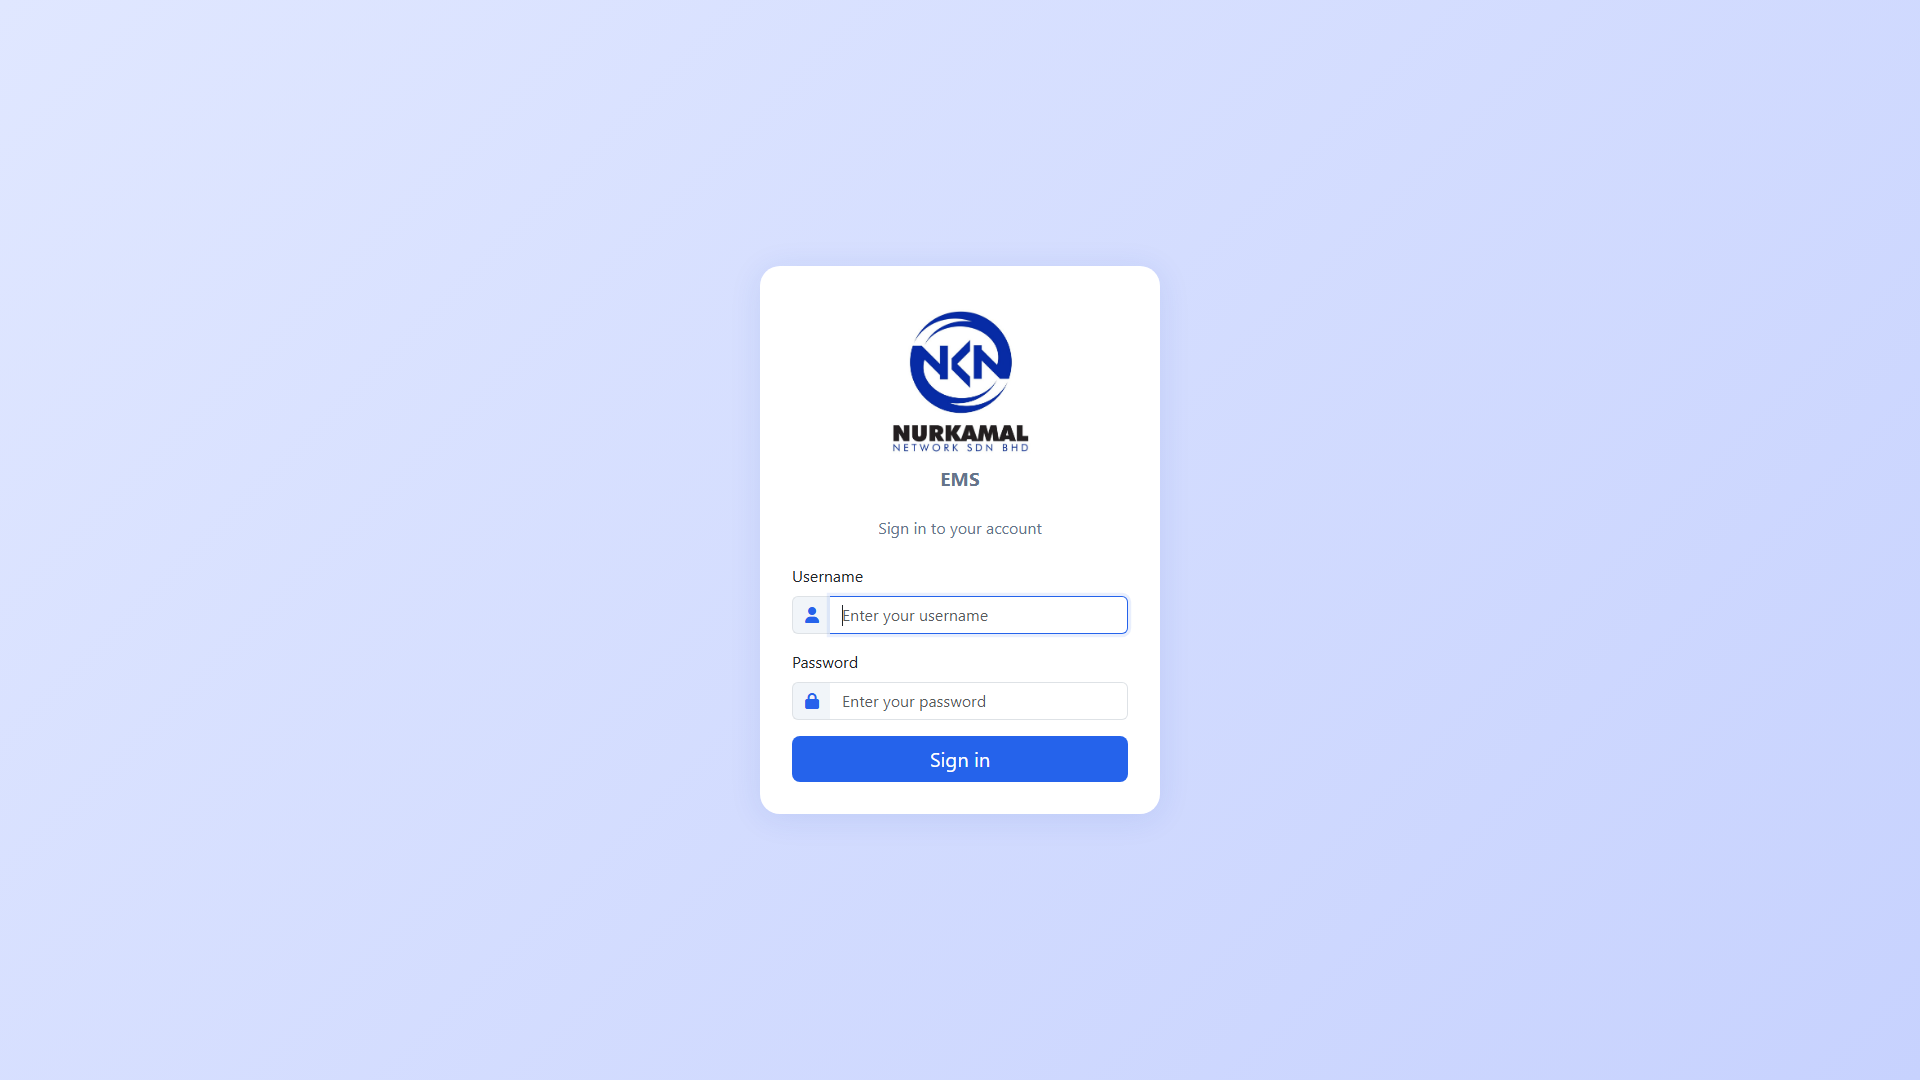 NKN
NURKAMAL
NETWORK SDN BHD
EMS
Sign in to your account
Username
Enter your username
Password
Enter your password
Sign in